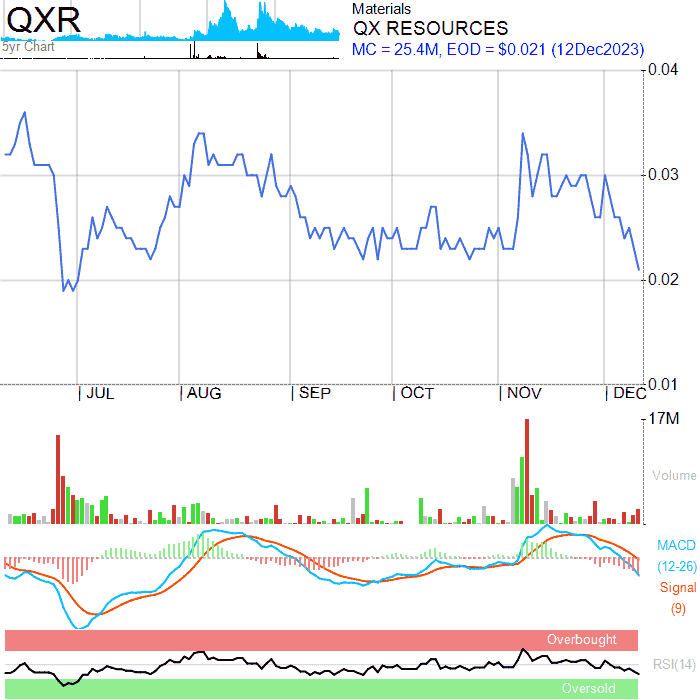 QXR
5yr Chart
Materials
QX RESOURCES
MC = 25.4M, EOD = $0.021 (12Dec2023)
0.04
0.03
0.02
0.01
JUL AUG SEP OCT NOV DEC
17M
Volume
MACD
(12-26)
Signal
(9)
Overbought
RSI(14)
Oversold